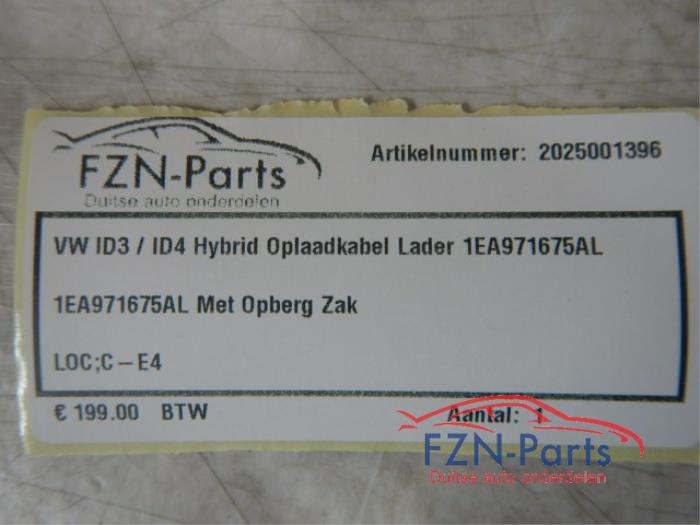 FZN-Parts
Duitse auto onderdelen
Artikelnummer: 2025001396
VW ID3 / ID4 Hybrid Oplaadkabel Lader 1EA971675AL
1EA971675AL Met Opberg Zak
LOC;C-E4
€ 199.00 BTW
Aantal: 1
FZN-Parts
Duitse auto onderdelen